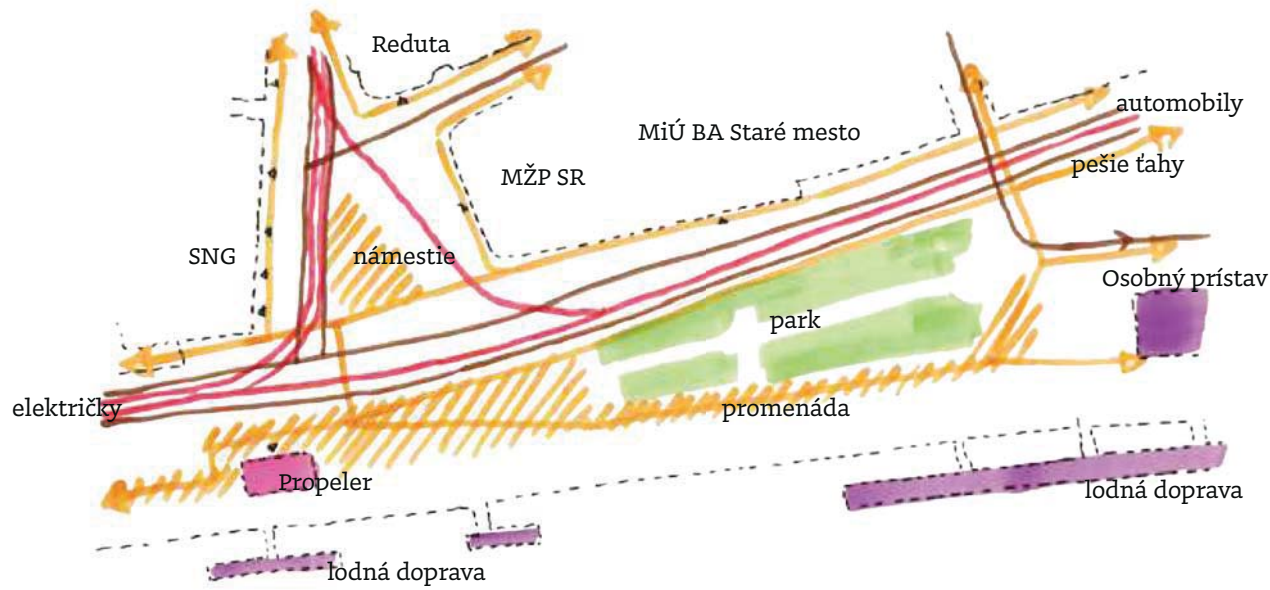 Reduta
automobily
MiÚ BA Staré mesto
pešie ťahy
MŽP SR
SNG
námestie
Osobný prístav
park
električky
promenáda
Propeler
lodná doprava
lodná doprava